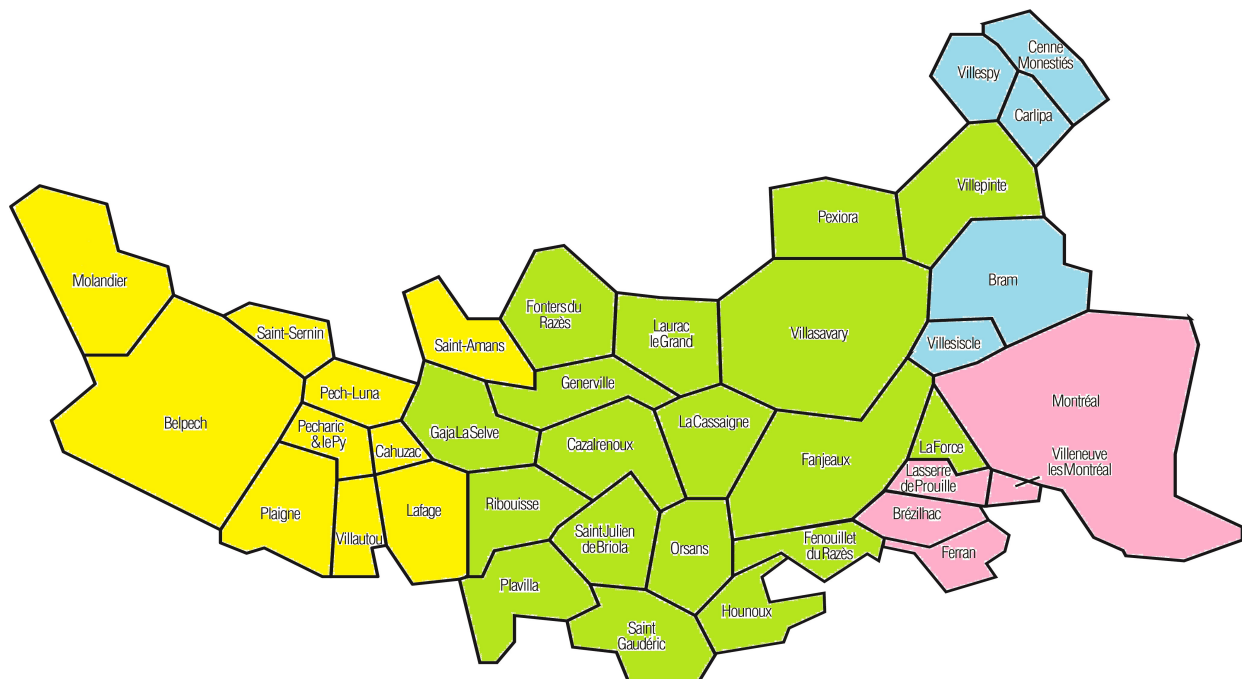 Cenne
Monestiés
Villespy
Carlipa
Villepinte
Pexiora
Molandier
Bram
Fonters du
Razès
Saint-Sernin
Laurac
le Grand
Villasavary
Saint-Amans
Villesiscle
Generville
Pech-Luna
Montréal
Belpech
La Cassaigne
Pecharic
& le Py
Gaja La Selve
Cazalrenoux
Cahuzac
La Force
Fanjeaux
Villeneuve
les Montréal
Lasserre
de Prouille
Ribouisse
Lafage
Plaigne
Brézilhac
Villautou
Saint Julien
de Briola
Orsans
Fenouillet
du Razès
Ferran
Plavilla
Hounoux
Saint
Gaudéric